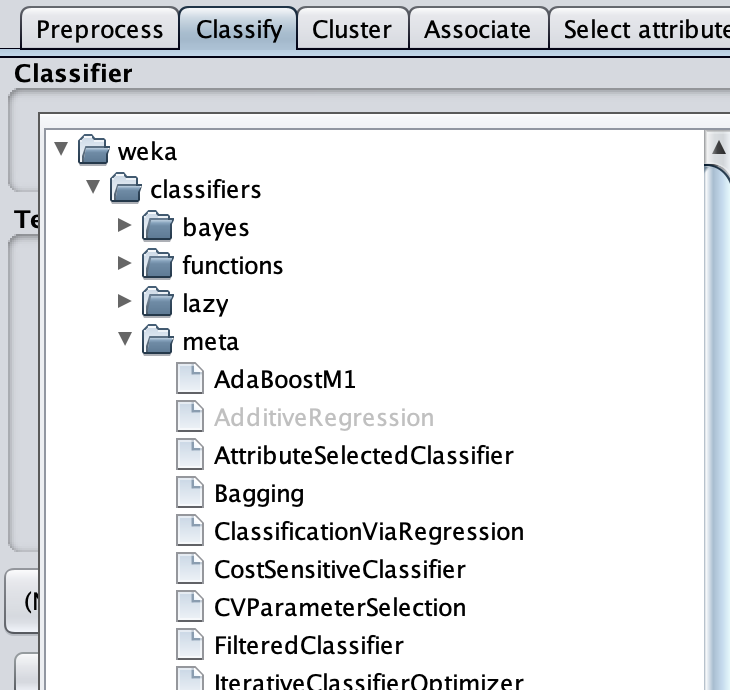 Preprocess Classify Cluster Associate Select attribute
Classifier
weka
classifiers
Te
bayes
functions
lazy
meta
AdaBoostM1
AdditiveRegression
AttributeSelectedClassifier
Bagging
ClassificationViaRegression
CostSensitiveClassifier
CVParameterSelection
(N
FilteredClassifier
IterativeClassifierOptimizer